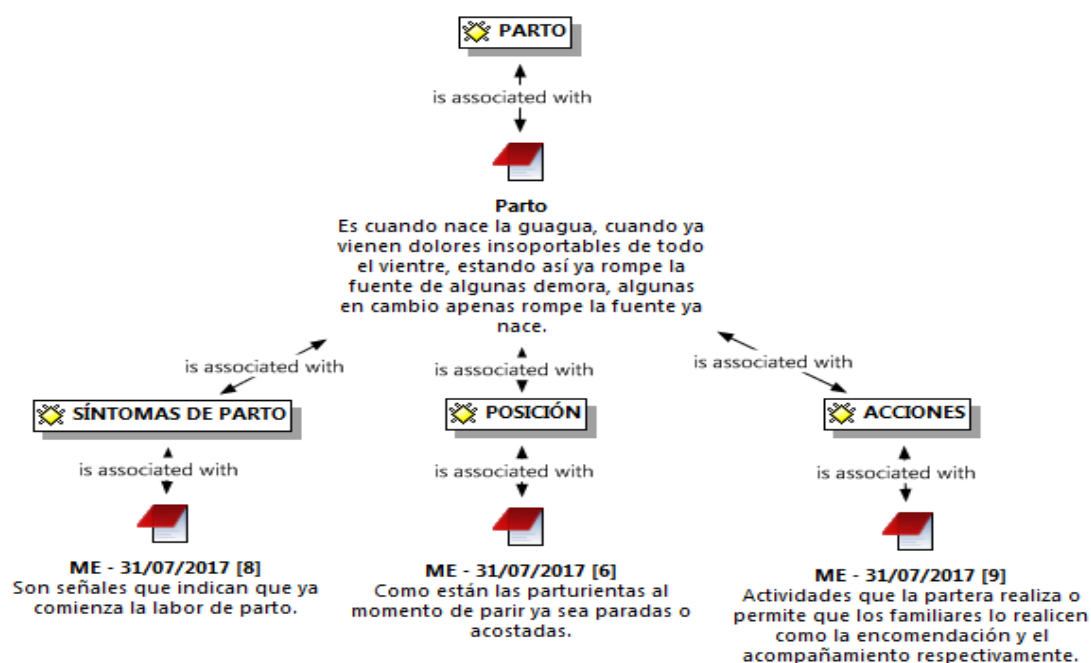 PARTO
is associated with
Parto
Es cuando nace la guagua, cuando ya
vienen dolores insoportables de todo
el vientre, estando así ya rompe la
fuente de algunas demora, algunas
en cambio apenas rompe la fuente ya
nace.
is associated with
is associated with
is associated with
SÍNTOMAS DE PARTO
POSICIÓN
ACCIONES
is associated with
is associated with
is associated with
ME - 31/07/2017 [8]
Son señales que indican que ya
comienza la labor de parto.
ME - 31/07/2017 [6]
Como están las parturientas al
momento de parir ya sea paradas o
acostadas.
ME - 31/07/2017 [9]
Actividades que la partera realiza o
permite que los familiares lo realicen
como la encomendación y el
acompañamiento respectivamente.